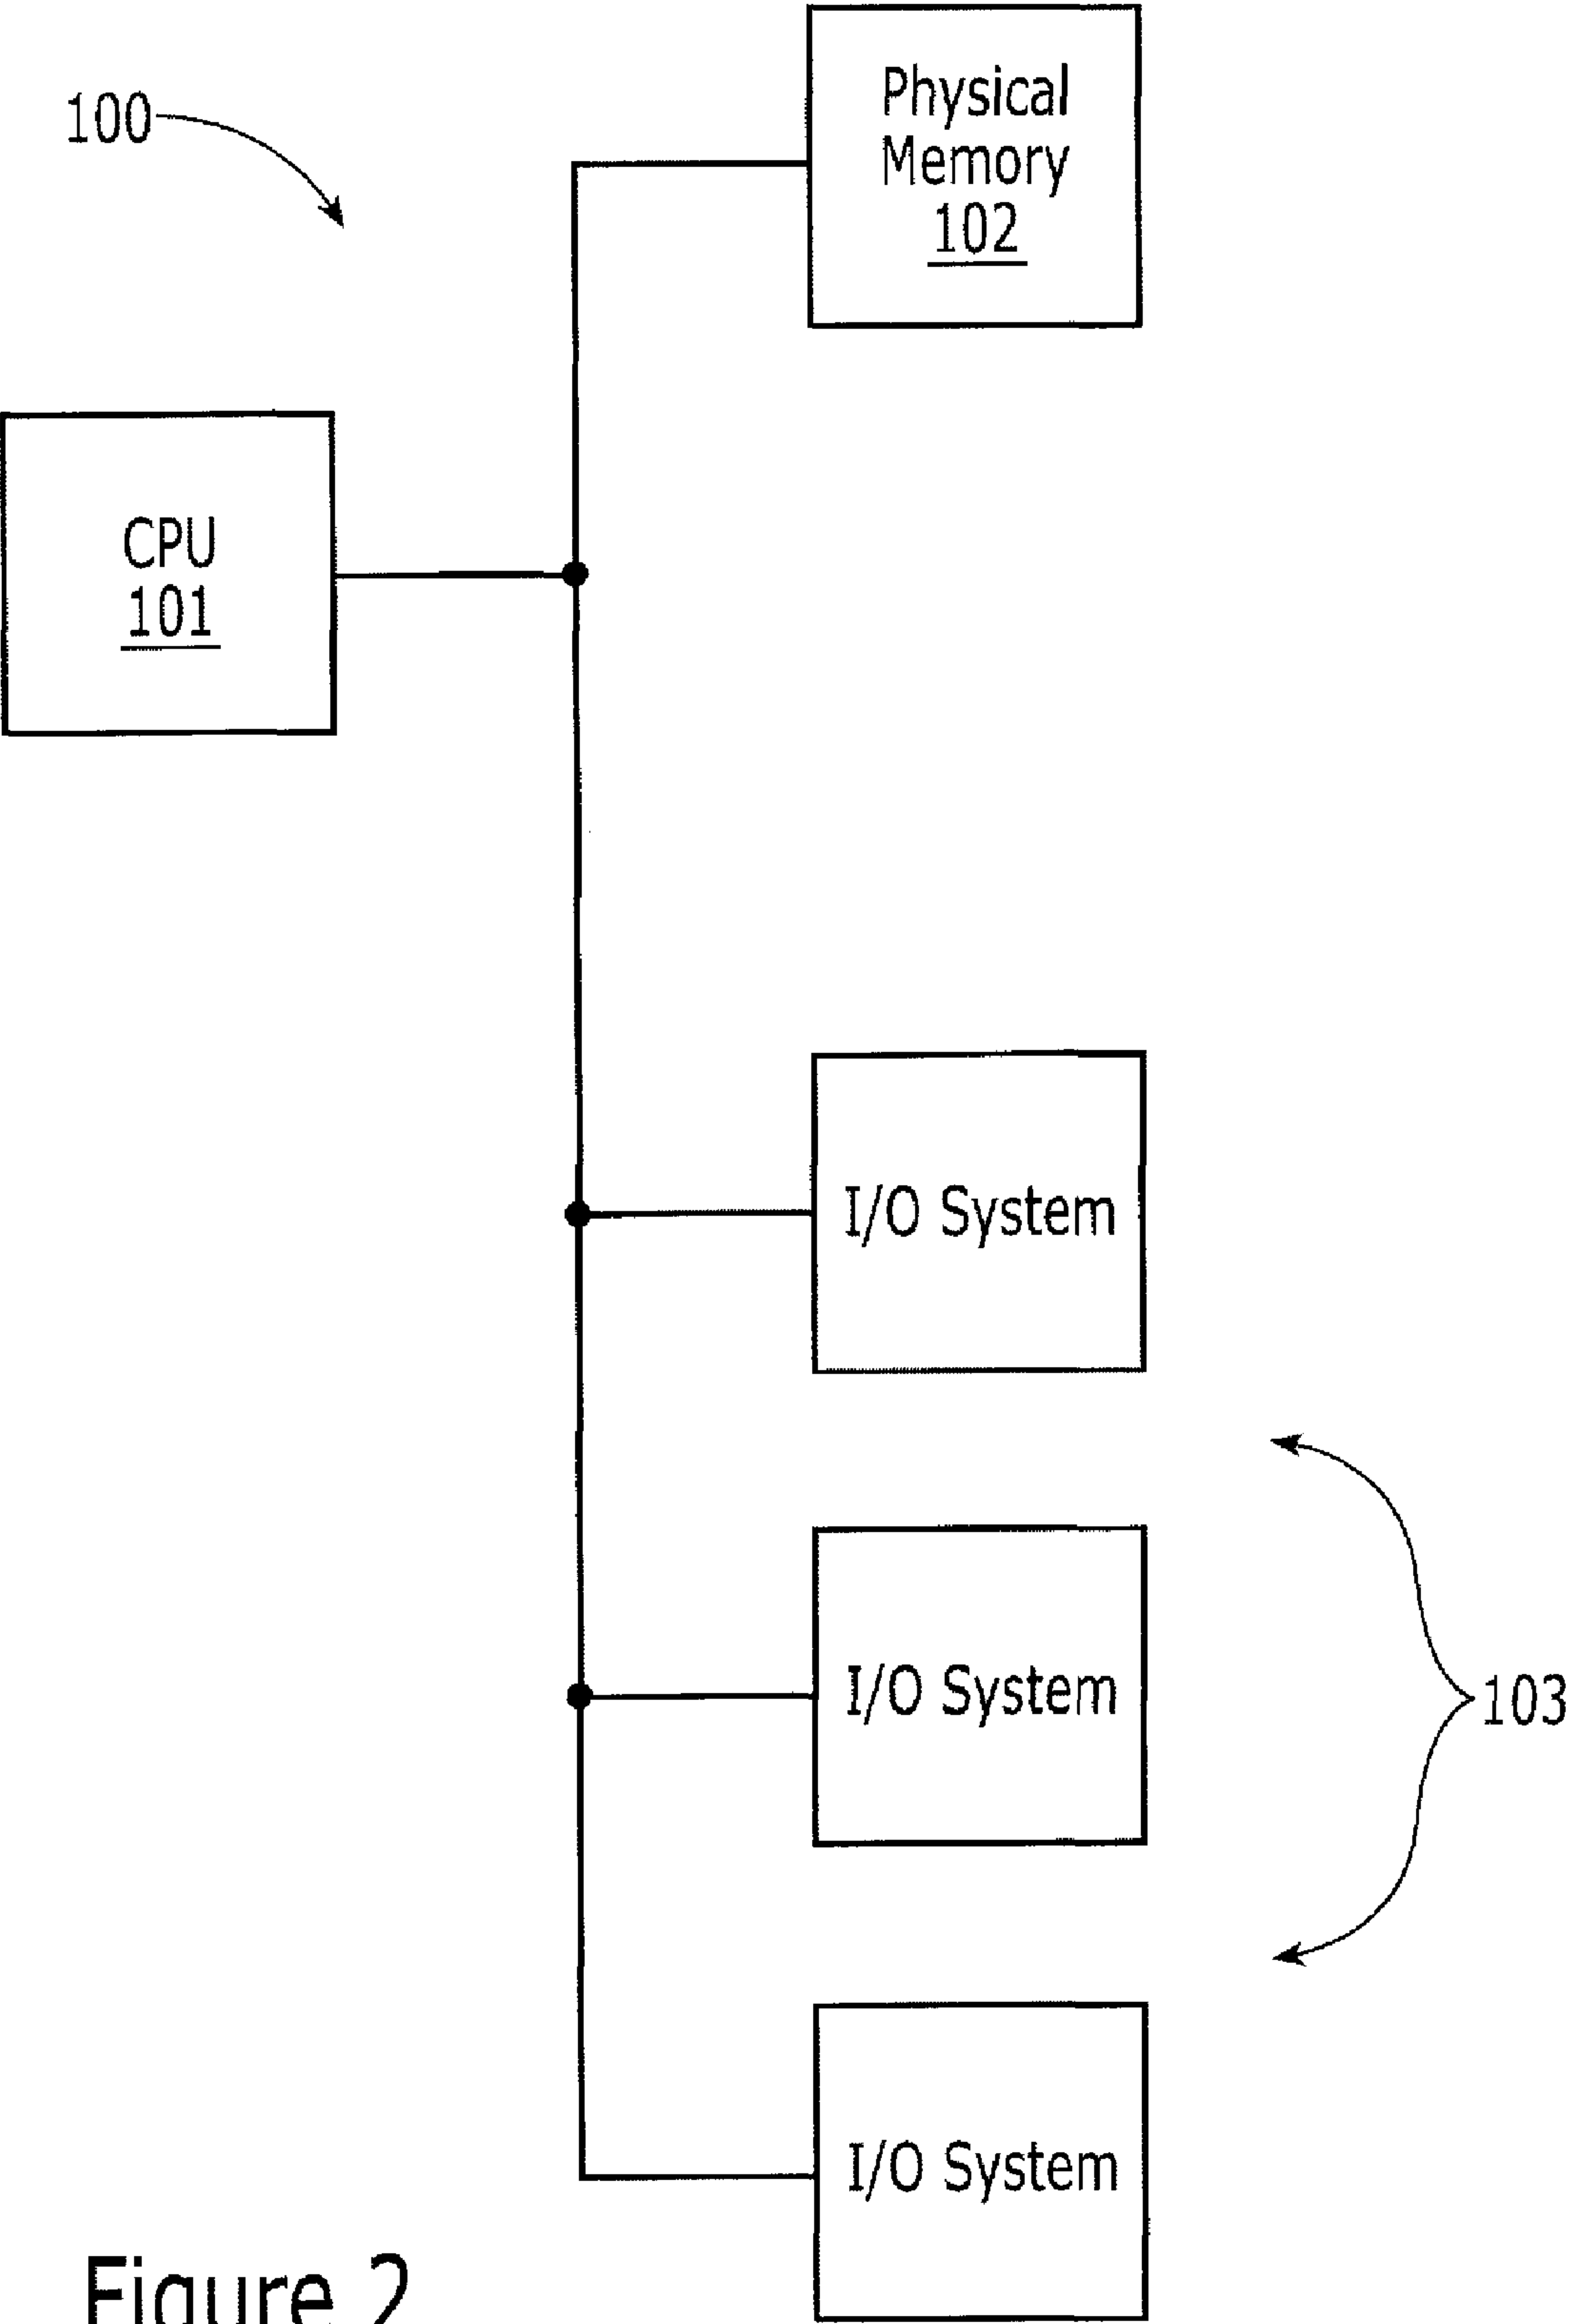 100
Physical
Memory
102
CPU
101
I/O System
I/O System
103
I/O System
Figure 2